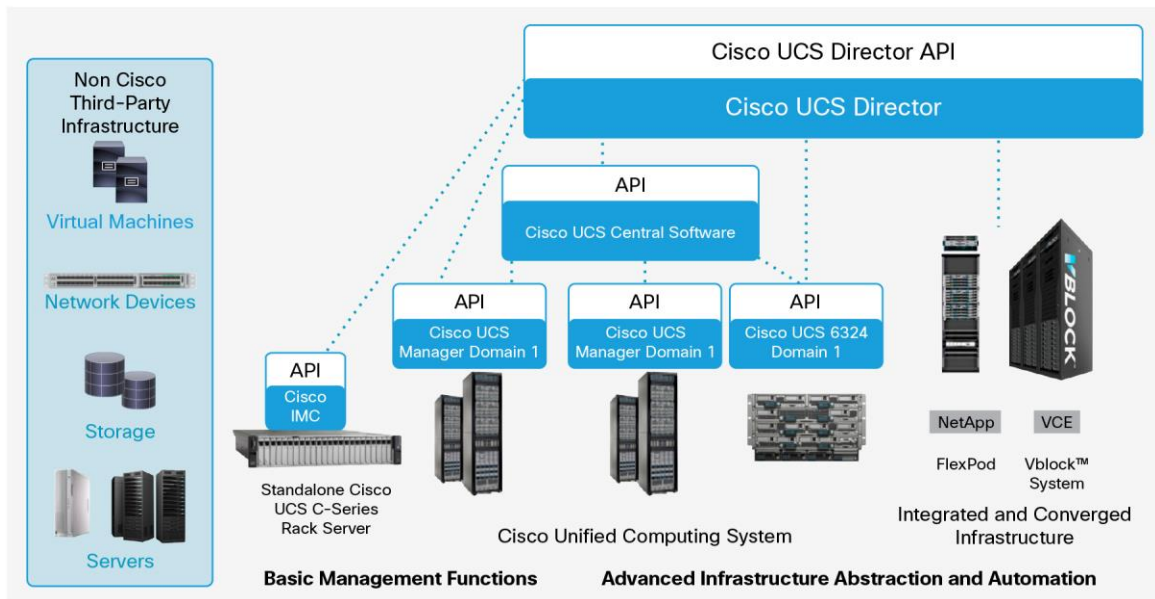 Cisco UCS Director API
Cisco UCS Director
Non Cisco
Third-Party
Infrastructure
Virtual Machines
Network Devices
Storage
Servers
API
Cisco UCS Central Software
API
Cisco UCS
Manager Domain 1
API
Cisco UCS
Manager Domain 1
API
Cisco UCS 6324
Domain 1
API
Cisco
IMC
Standalone Cisco
UCS C-Series
Rack Server
Cisco Unified Computing System
VBLOCK
NetApp
VCE
FlexPod
Vblock™
System
Integrated and Converged
Infrastructure
Basic Management Functions
Advanced Infrastructure Abstraction and Automation